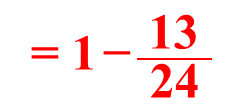 = 1 - 13/24